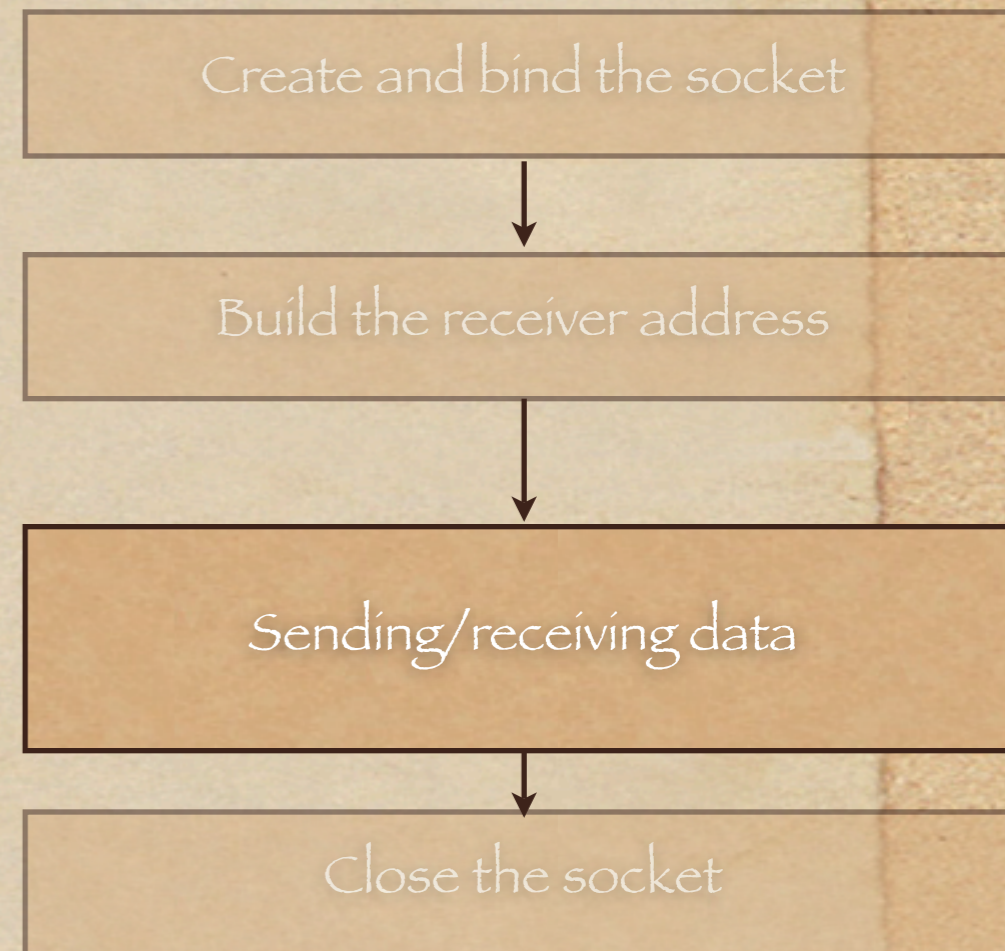 Create and bind the socket
Build the receiver address
Sending/receiving data
Close the socket